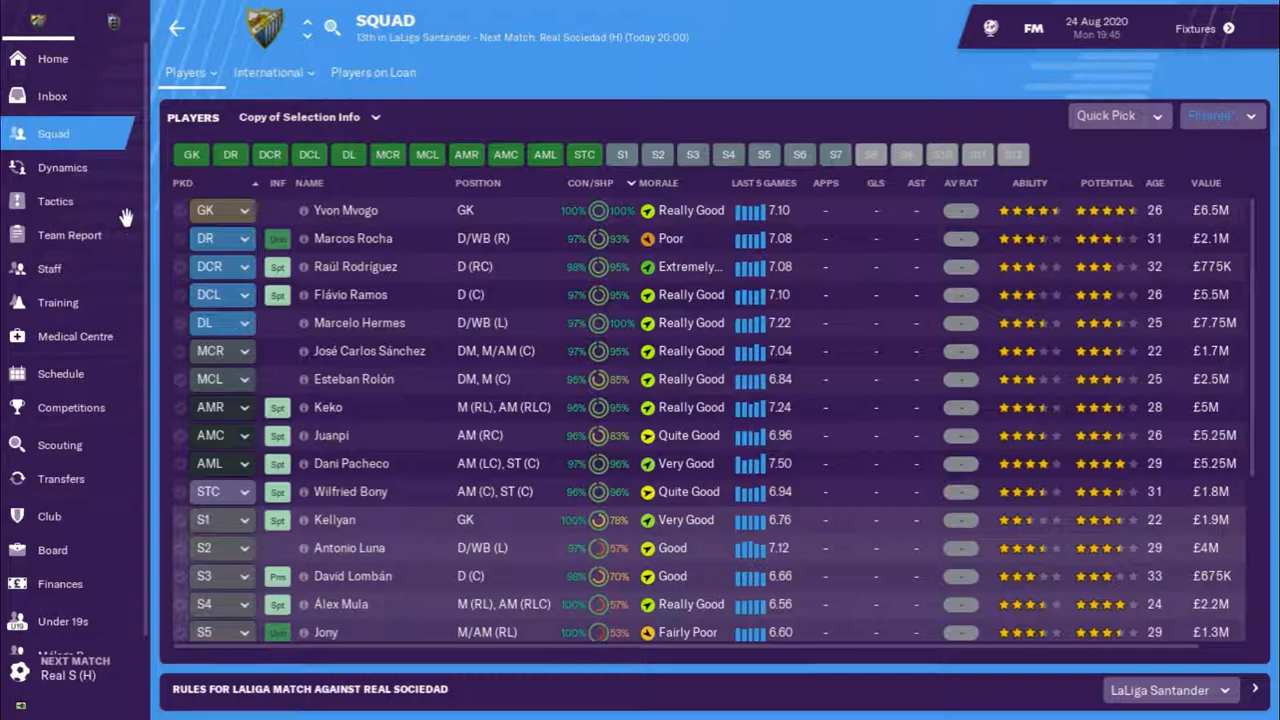 SQUAD
13th in LaLiga Santander - Next Match: Real Sociedad (H) (Today 20:00)
FM
24 Aug 2020
Mon 19:45
Fixtures
Home
Inbox
Squad
Dynamics
Tactics
Team Report
Staff
Training
Medical Centre
Schedule
Competitions
Scouting
Transfers
Club
Board
Finances
U19
Under 19s
NEXT MATCH
Real S (H)
Players International Players on Loan
PLAYERS Copy of Selection Info Quick Pick Filtered*
GK DR DCR DCL DL MCR MCL AMR AMC AML STC S1 S2 S3 S4 S5 S6 S7 S8 S9 S10 S11 S12
PKD INF NAME POSITION CON/SHP MORALE LAST 5 GAMES APPS GLS AST AV RAT ABILITY POTENTIAL AGE VALUE
GK Yvon Mvogo GK 100% 100% Really Good 7.10 - - - - 26 £6.5M
DR Unh Marcos Rocha D/WB (R) 97% 93% Poor 7.08 - - - - 31 £2.1M
DCR Spt Raúl Rodríguez D (RC) 98% 95% Extremely... 7.08 - - - - 32 £775K
DCL Spt Flávio Ramos D (C) 97% 95% Really Good 7.10 - - - - 26 £5.5M
DL Marcelo Hermes D/WB (L) 97% 100% Really Good 7.22 - - - - 25 £7.75M
MCR José Carlos Sánchez DM, M/AM (C) 97% 95% Really Good 7.04 - - - - 22 £1.7M
MCL Esteban Rolón DM, M (C) 95% 85% Really Good 6.84 - - - - 25 £2.5M
AMR Spt Keko M (RL), AM (RLC) 96% 95% Really Good 7.24 - - - - 28 £5M
AMC Spt Juanpi AM (RC) 96% 83% Quite Good 6.96 - - - - 26 £5.25M
AML Spt Dani Pacheco AM (LC), ST (C) 97% 96% Very Good 7.50 - - - - 29 £5.25M
STC Spt Wilfried Bony AM (C), ST (C) 96% 96% Quite Good 6.94 - - - - 31 £1.8M
S1 Spt Kellyan GK 100% 78% Very Good 6.76 - - - - 22 £1.9M
S2 Antonio Luna D/WB (L) 97% 57% Good 7.12 - - - - 29 £4M
S3 Prm David Lombán D (C) 98% 70% Good 6.66 - - - - 33 £675K
S4 Spt Álex Mula M (RL), AM (RLC) 100% 57% Really Good 6.56 - - - - 24 £2.2M
S5 Unh Jony M/AM (RL) 100% 53% Fairly Poor 6.60 - - - - 29 £1.3M
RULES FOR LALIGA MATCH AGAINST REAL SOCIEDAD LaLiga Santander